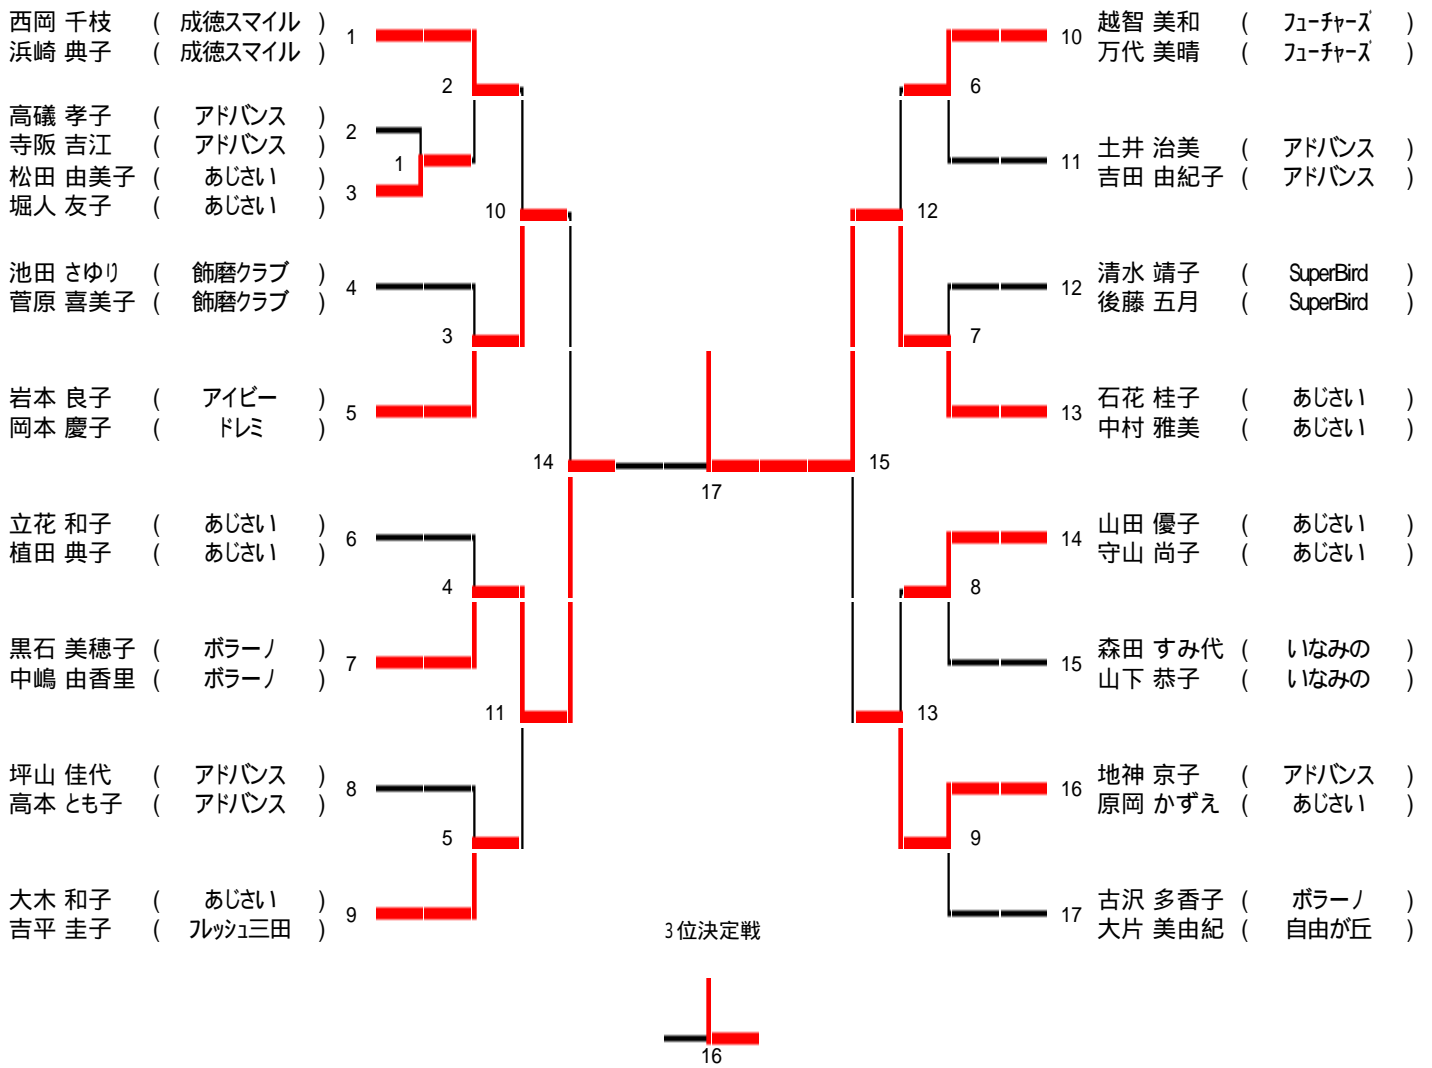 西岡 千枝 ( 成徳スマイル ) 1
浜崎 典子 ( 成徳スマイル )
2
高礒 孝子 ( アドバンス ) 2
寺阪 吉江 ( アドバンス )
1
松田 由美子 ( あじさい ) 3
堀人 友子 ( あじさい )
10
池田 さゆり ( 飾磨クラブ ) 4
菅原 喜美子 ( 飾磨クラブ )
3
岩本 良子 ( アイビー ) 5
岡本 慶子 ( ドレミ )
14
立花 和子 ( あじさい ) 6
植田 典子 ( あじさい )
4
黒石 美穂子 ( ボラーノ ) 7
中嶋 由香里 ( ボラーノ )
11
坪山 佳代 ( アドバンス ) 8
高本 とも子 ( アドバンス )
5
大木 和子 ( あじさい ) 9
吉平 圭子 ( フレッシュ三田 )
17
3位決定戦
16
10 越智 美和 ( フューチャーズ )
万代 美晴 ( フューチャーズ )
6
11 土井 治美 ( アドバンス )
吉田 由紀子 ( アドバンス )
12
12 清水 靖子 ( SuperBird )
後藤 五月 ( SuperBird )
7
13 石花 桂子 ( あじさい )
中村 雅美 ( あじさい )
15
14 山田 優子 ( あじさい )
守山 尚子 ( あじさい )
8
15 森田 すみ代 ( いなみの )
山下 恭子 ( いなみの )
13
16 地神 京子 ( アドバンス )
原岡 かずえ ( あじさい )
9
17 古沢 多香子 ( ボラーノ )
大片 美由紀 ( 自由が丘 )